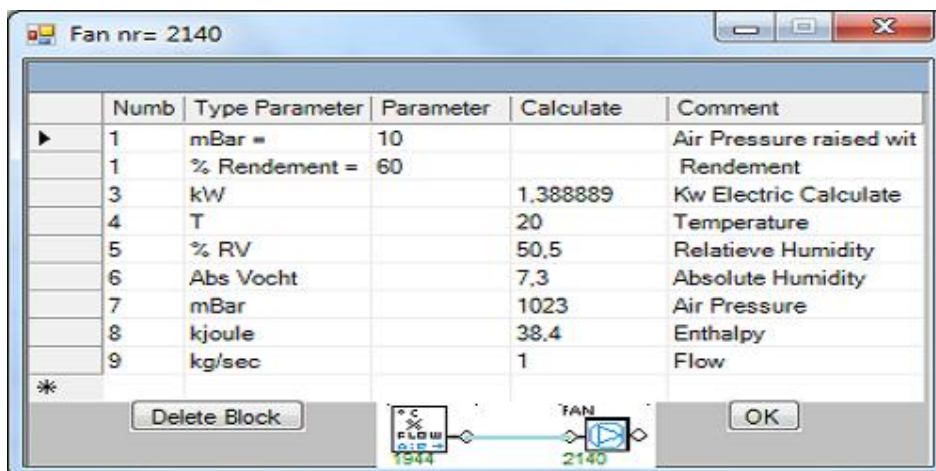 Fan nr= 2140
Numb Type Parameter Parameter Calculate Comment
1 mBar = 10 Air Pressure raised wit
1 % Rendement = 60 Rendement
3 kW 1,388889 Kw Electric Calculate
4 T 20 Temperature
5 % RV 50,5 Relatieve Humidity
6 Abs Vocht 7,3 Absolute Humidity
7 mBar 1023 Air Pressure
8 kjoule 38,4 Enthalpy
9 kg/sec 1 Flow
Delete Block
° C
%
FLOW
AIR
1944
FAN
2140
OK